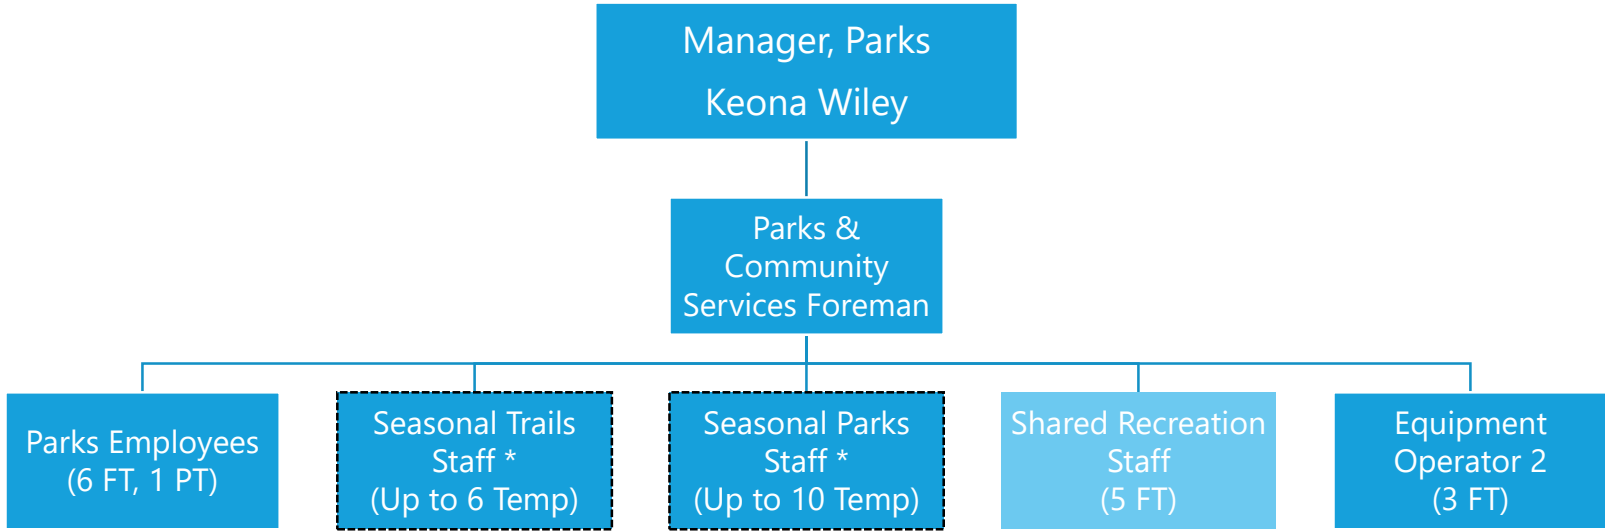 Manager, Parks
Keona Wiley
Parks &
Community
Services Foreman
Parks Employees
(6 FT, 1 PT)
Seasonal Trails
Staff *
(Up to 6 Temp)
Seasonal Parks
Staff *
(Up to 10 Temp)
Shared Recreation
Staff
(5 FT)
Equipment
Operator 2
(3 FT)